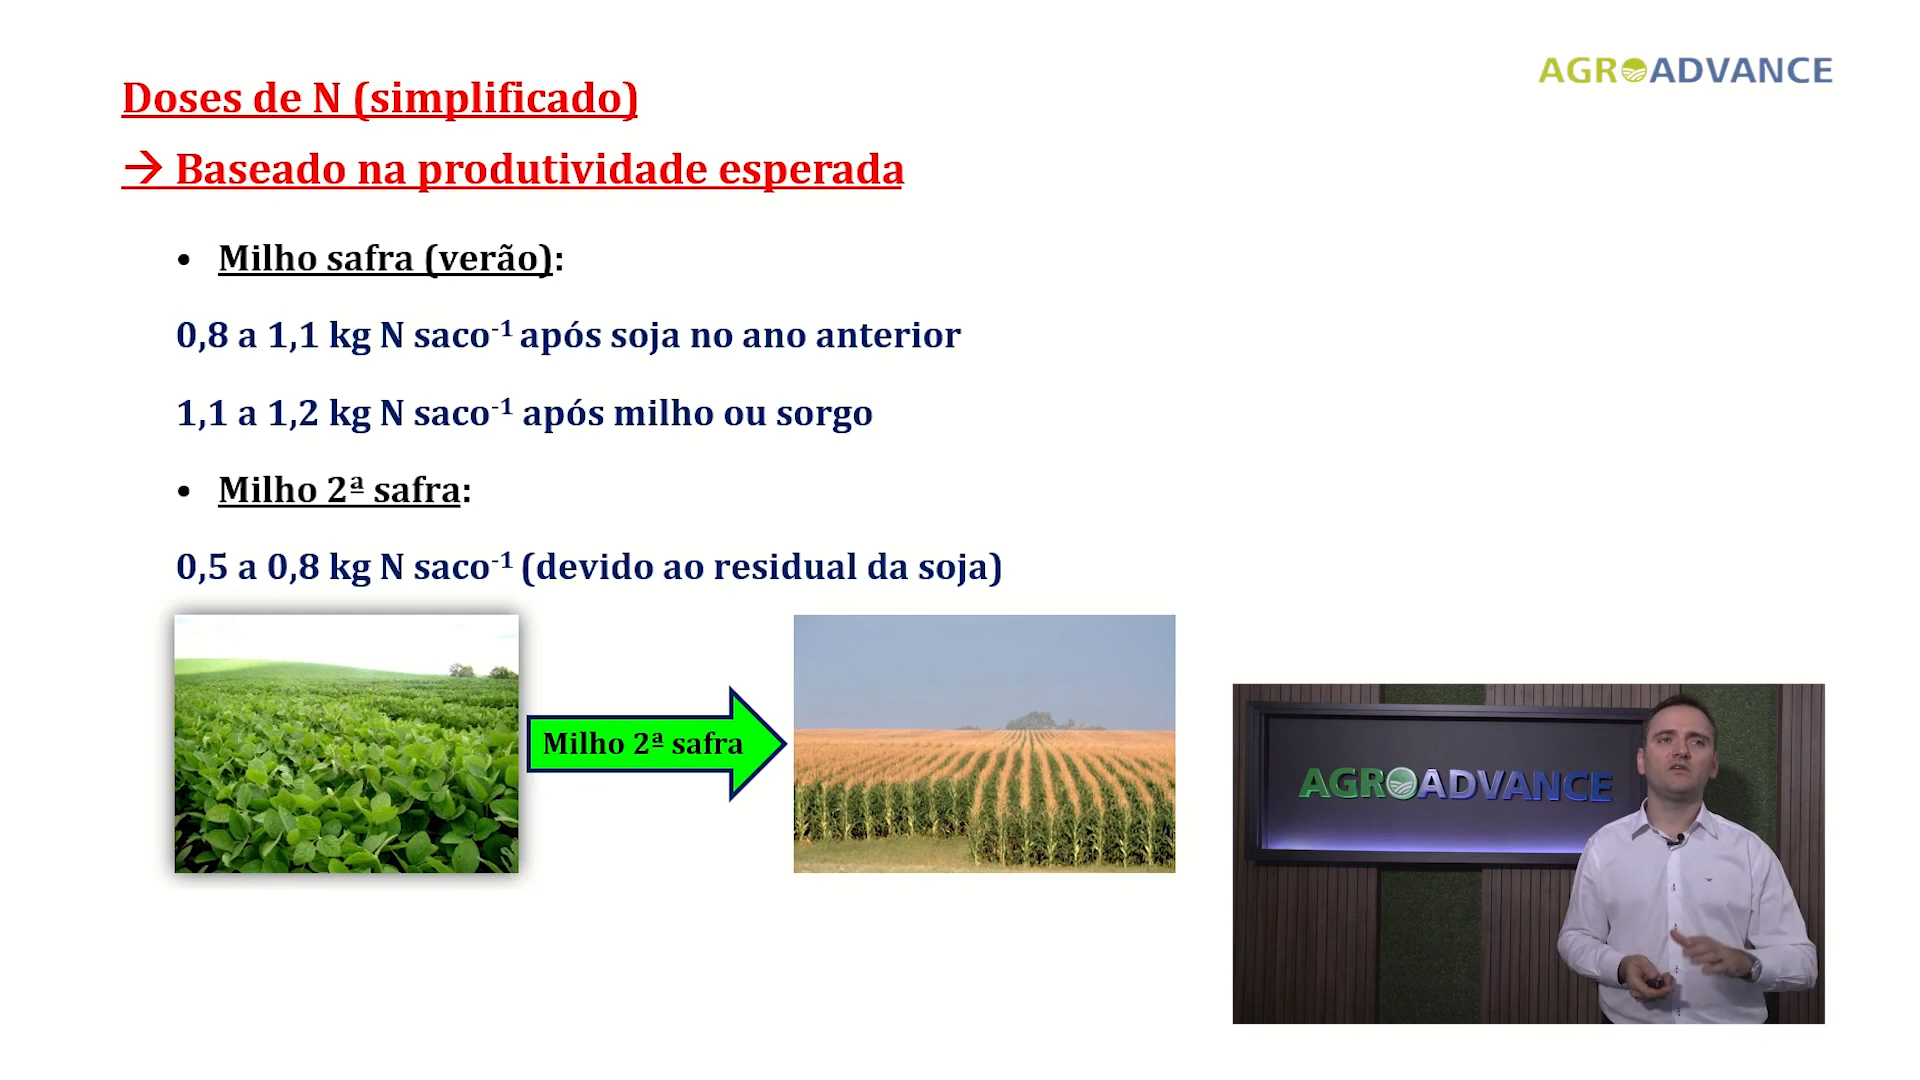 AGROADVANCE
Doses de N (simplificado)
→ Baseado na produtividade esperada
• Milho safra (verão):
0,8 a 1,1 kg N saco⁻¹ após soja no ano anterior
1,1 a 1,2 kg N saco⁻¹ após milho ou sorgo
• Milho 2ª safra:
0,5 a 0,8 kg N saco⁻¹ (devido ao residual da soja)
Milho 2ª safra
AGROADVANCE